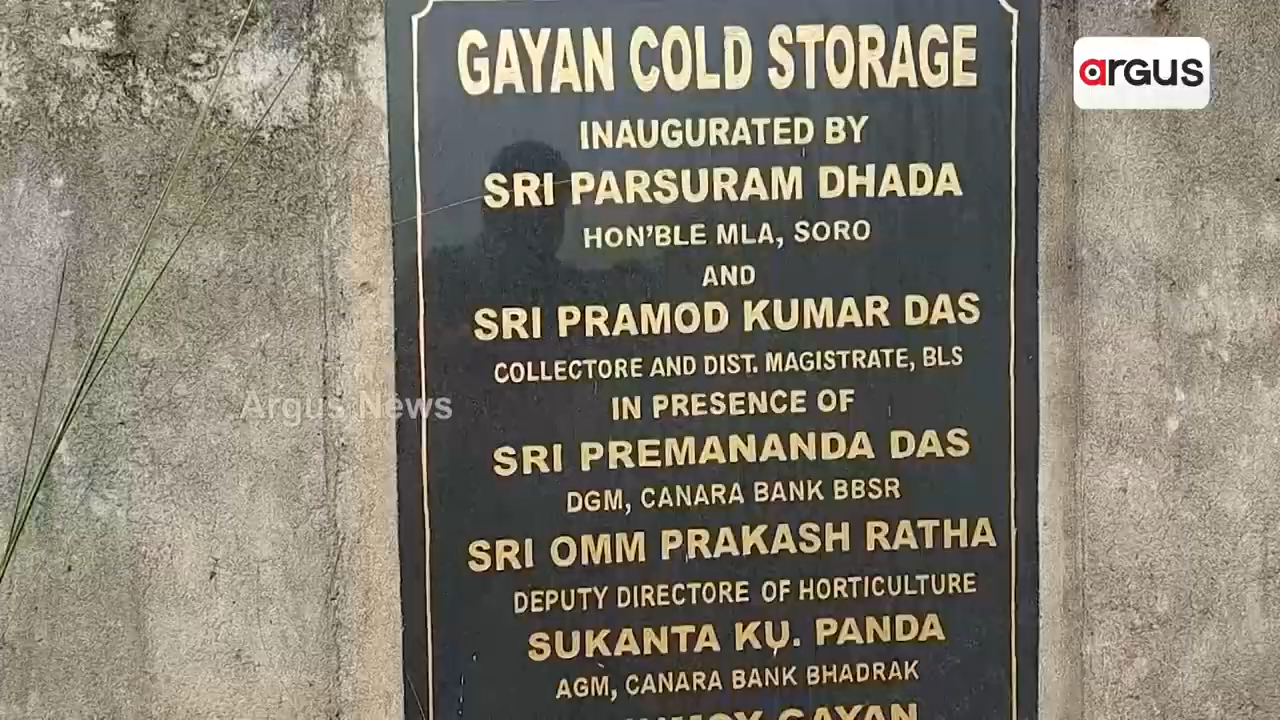 GAYAN COLD STORAGE
INAUGURATED BY
SRI PARSURAM DHADA
HON'BLE MLA, SORO
AND
SRI PRAMOD KUMAR DAS
COLLECTORE AND DIST. MAGISTRATE, BLS
IN PRESENCE OF
SRI PREMANANDA DAS
DGM, CANARA BANK BBSR
SRI OMM PRAKASH RATHA
DEPUTY DIRECTORE OF HORTICULTURE
SUKANTA KU. PANDA
AGM, CANARA BANK BHADRAK
GAYAN
argus
Argus News